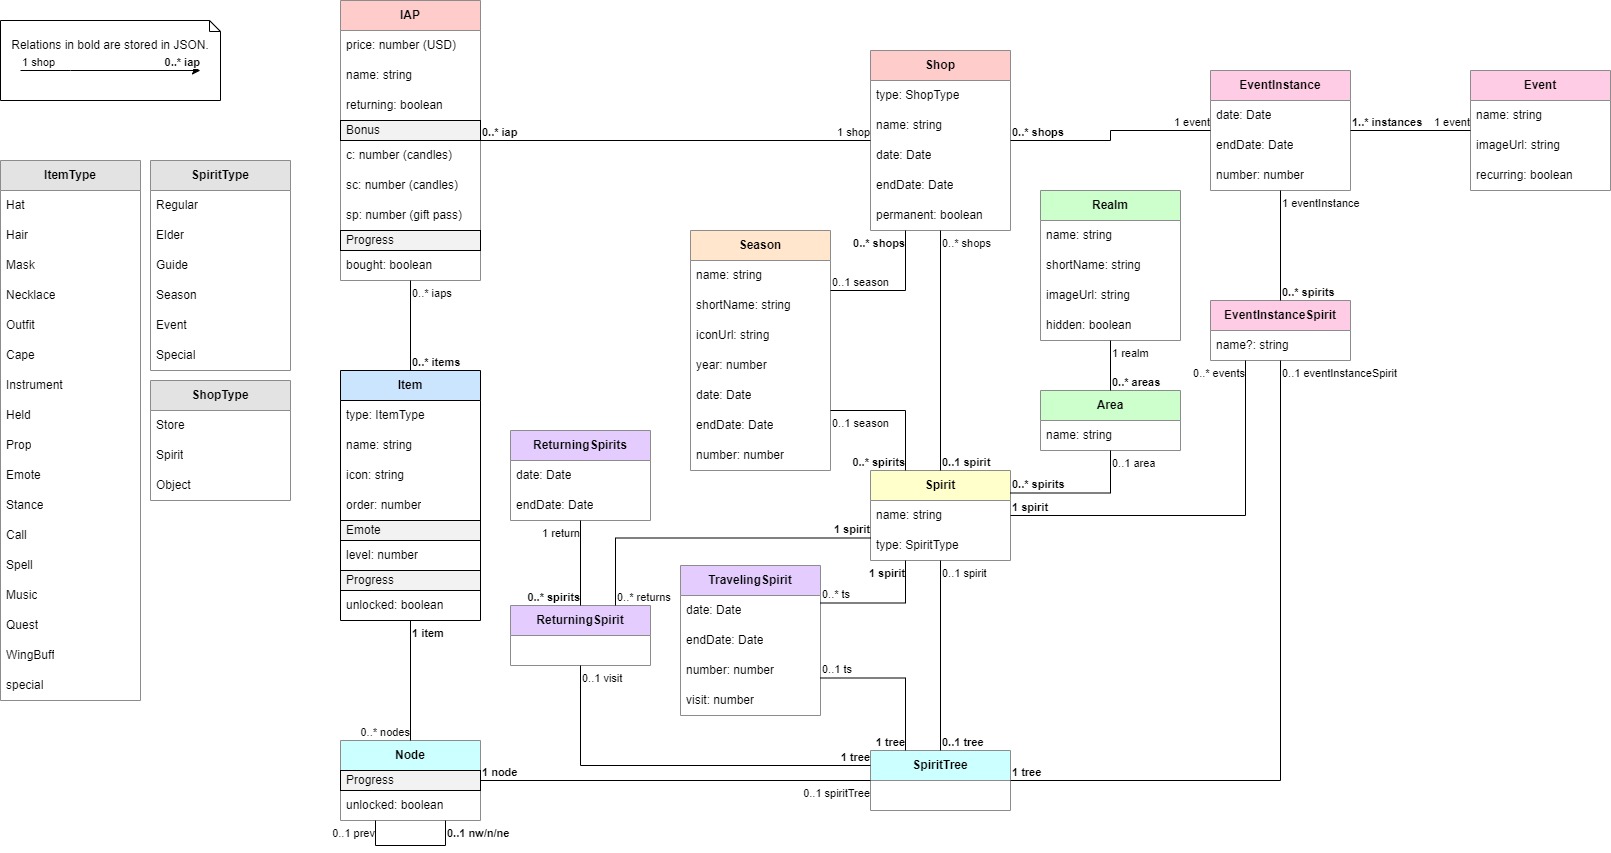 Relations in bold are stored in JSON.
1 shop
0..* iap
ItemType
Hat
Hair
Mask
Necklace
Outfit
Cape
Instrument
Held
Prop
Emote
Stance
Call
Spell
Music
Quest
WingBuff
special
SpiritType
Regular
Elder
Guide
Season
Event
Special
ShopType
Store
Spirit
Object
IAP
price: number (USD)
name: string
returning: boolean
Bonus
c: number (candles)
sc: number (candles)
sp: number (gift pass)
Progress
bought: boolean
0..* iap
1 shop
0..* iaps
0..* items
Item
type: ItemType
name: string
icon: string
order: number
Emote
level: number
Progress
unlocked: boolean
1 item
0..* nodes
Node
Progress
unlocked: boolean
0..1 prev
0..1 nw/n/ne
1 node
0..1 spiritTree
ReturningSpirits
date: Date
endDate: Date
1 return
0..* spirits
0..* returns
ReturningSpirit
0..1 visit
1 tree
Season
name: string
shortName: string
iconUrl: string
year: number
date: Date
endDate: Date
number: number
0..1 season
0..* shops
0..1 season
0..* spirits
TravelingSpirit
date: Date
endDate: Date
number: number
visit: number
0..* ts
0..1 ts
1 spirit
1 spirit
1 tree
Shop
type: ShopType
name: string
date: Date
endDate: Date
permanent: boolean
0..* shops
0..* shops
0..1 spirit
Spirit
name: string
type: SpiritType
0..* spirits
1 spirit
0..1 spirit
0..1 tree
SpiritTree
1 tree
Realm
name: string
shortName: string
imageUrl: string
hidden: boolean
1 realm
0..* areas
Area
name: string
0..1 area
1 event
EventInstance
date: Date
endDate: Date
number: number
1..* instances
1 event
Event
name: string
imageUrl: string
recurring: boolean
1 eventInstance
0..* spirits
EventInstanceSpirit
name?: string
0..* events
0..1 eventInstanceSpirit